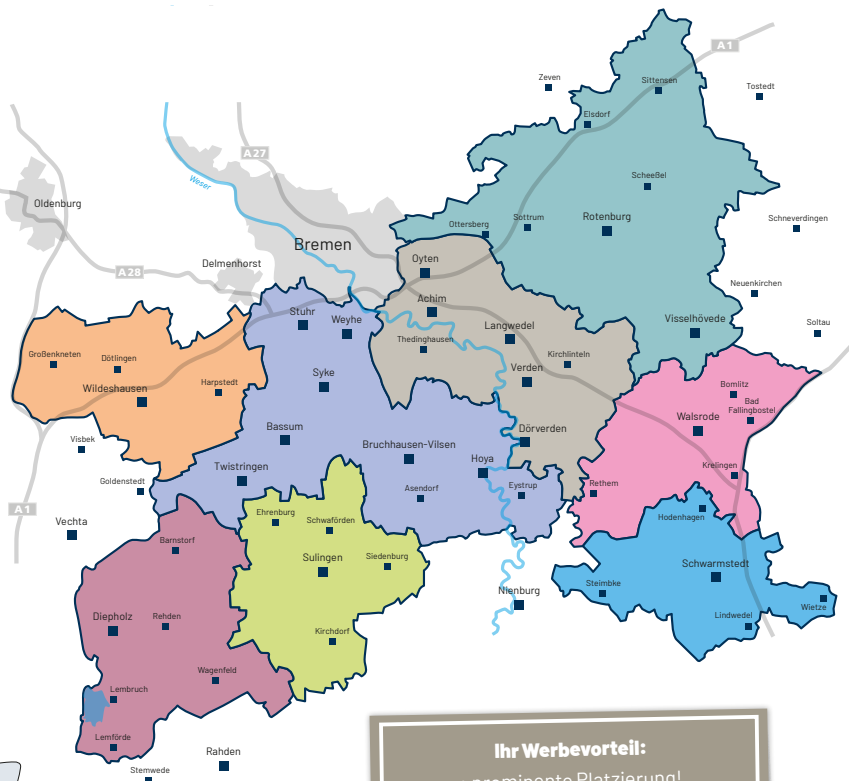 A1
Zeven
Sittensen
Tostedt
Elsdorf
A27
Weser
Scheeßel
Oldenburg
Rotenburg
Sottrum
Ottersberg
Schneverdingen
Bremen
Oyten
Delmenhorst
A28
Neuenkirchen
Achim
Stuhr
Weyhe
Langwedel
Visselhövede
Soltau
Thedinghausen
Großenkneten
Dötlingen
Kirchlinteln
Verden
Syke
Wildeshausen
Harpstedt
Bomlitz
Bad
Fallingbostel
Walsrode
Bassum
Dörverden
Visbek
Bruchhausen-Vilsen
Twistringen
Hoya
Krelingen
Goldenstedt
Asendorf
Eystrup
Rethem
A1
Vechta
Ehrenburg
Schwaförden
Hodenhagen
Barnstorf
Sulingen
Siedenburg
Schwarmstedt
Nienburg
Steimbke
Wietze
Diepholz
Rehden
Lindwedel
Kirchdorf
Wagenfeld
Lembruch
Lemförde
Rahden
Stemwede
Ihr Werbevorteil:
prominente Platzierung!